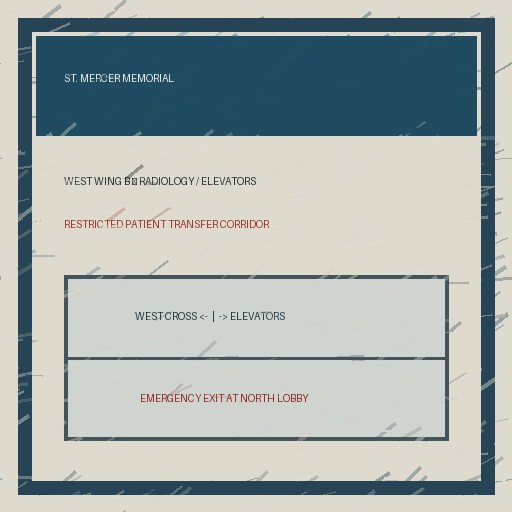 ST. MERCER MEMORIAL
WEST WING RADIOLOGY / ELEVATORS
RESTRICTED PATIENT TRANSFER CORRIDOR
WEST-CROSS <- | -> ELEVATORS
EMERGENCY EXIT AT NORTH LOBBY